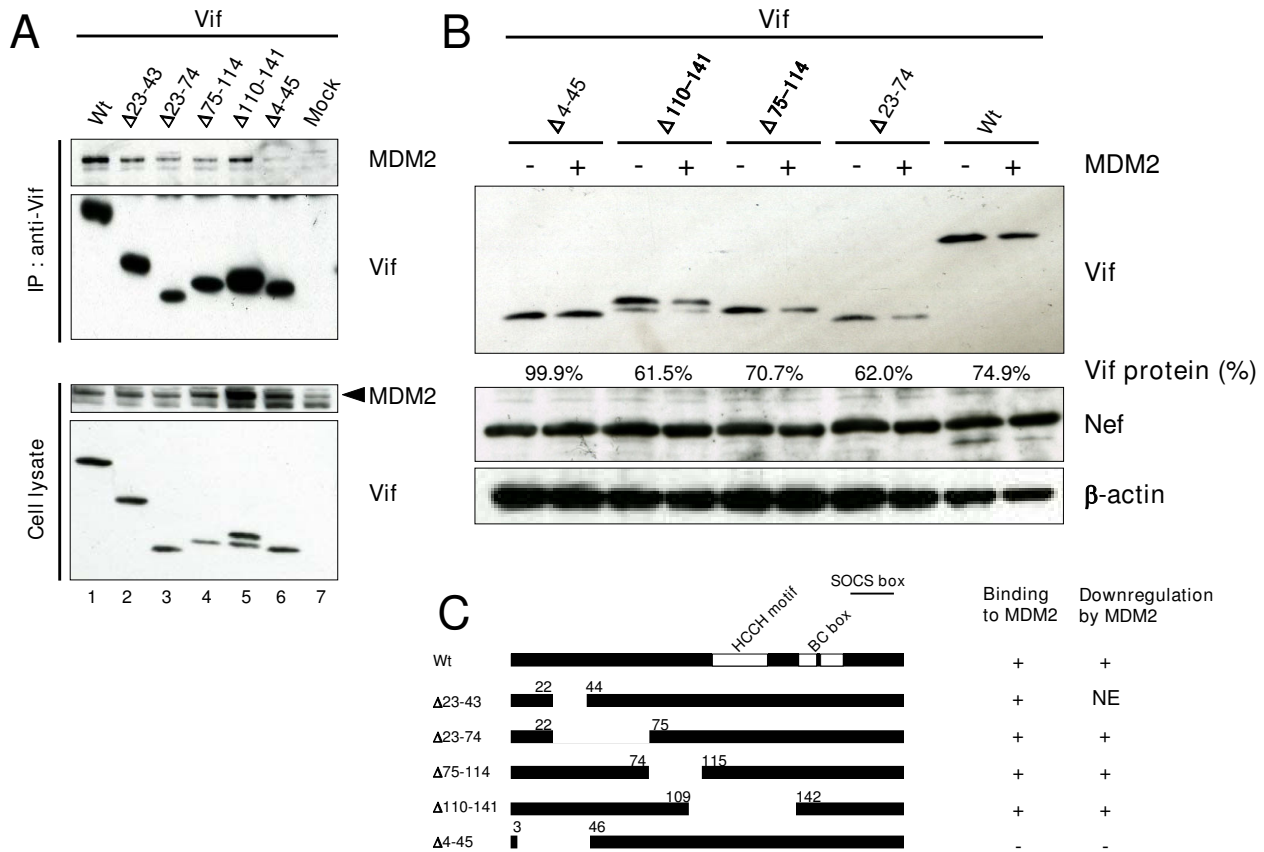 A
Vif
Wt Δ23-43 Δ23-74 Δ75-114 Δ110-141 Δ4-45 Mock
IP : anti-Vif
MDM2
Vif
Cell lysate
MDM2
Vif
1 2 3 4 5 6 7
B
Vif
Δ4-45 Δ110-141 Δ75-114 Δ23-74 Wt
- + - + - + - + - + MDM2
Vif
99.9% 61.5% 70.7% 62.0% 74.9% Vif protein (%)
Nef
β-actin
C
HCCH motif
BC box
SOCS box
Binding to MDM2
Downregulation by MDM2
Wt + +
22 44
Δ23-43 + NE
22 75
Δ23-74 + +
74 115
Δ75-114 + +
109 142
Δ110-141 + +
3 46
Δ4-45 - -